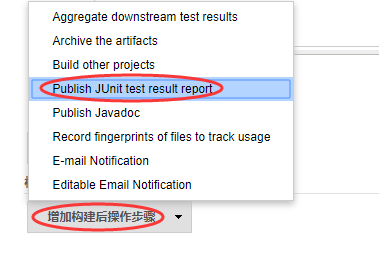 Aggregate downstream test results
Archive the artifacts
Build other projects
Publish JUnit test result report
Publish Javadoc
Record fingerprints of files to track usage
E-mail Notification
Editable Email Notification
增加构建后操作步骤